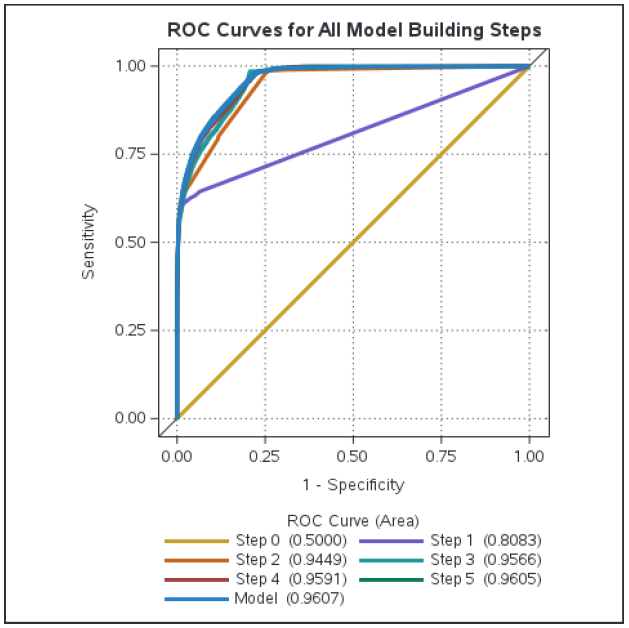 ROC Curves for All Model Building Steps
1.00
0.75
0.50
0.25
0.00
Sensitivity
0.00 0.25 0.50 0.75 1.00
1 - Specificity
ROC Curve (Area)
Step 0 (0.5000) Step 1 (0.8083)
Step 2 (0.9449) Step 3 (0.9566)
Step 4 (0.9591) Step 5 (0.9605)
Model (0.9607)